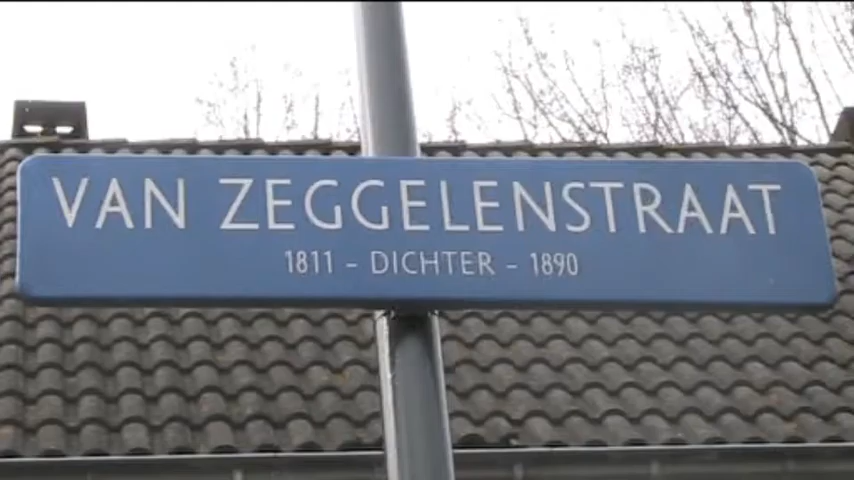 VAN ZEGGELENSTRAAT
1811 – DICHTER – 1890